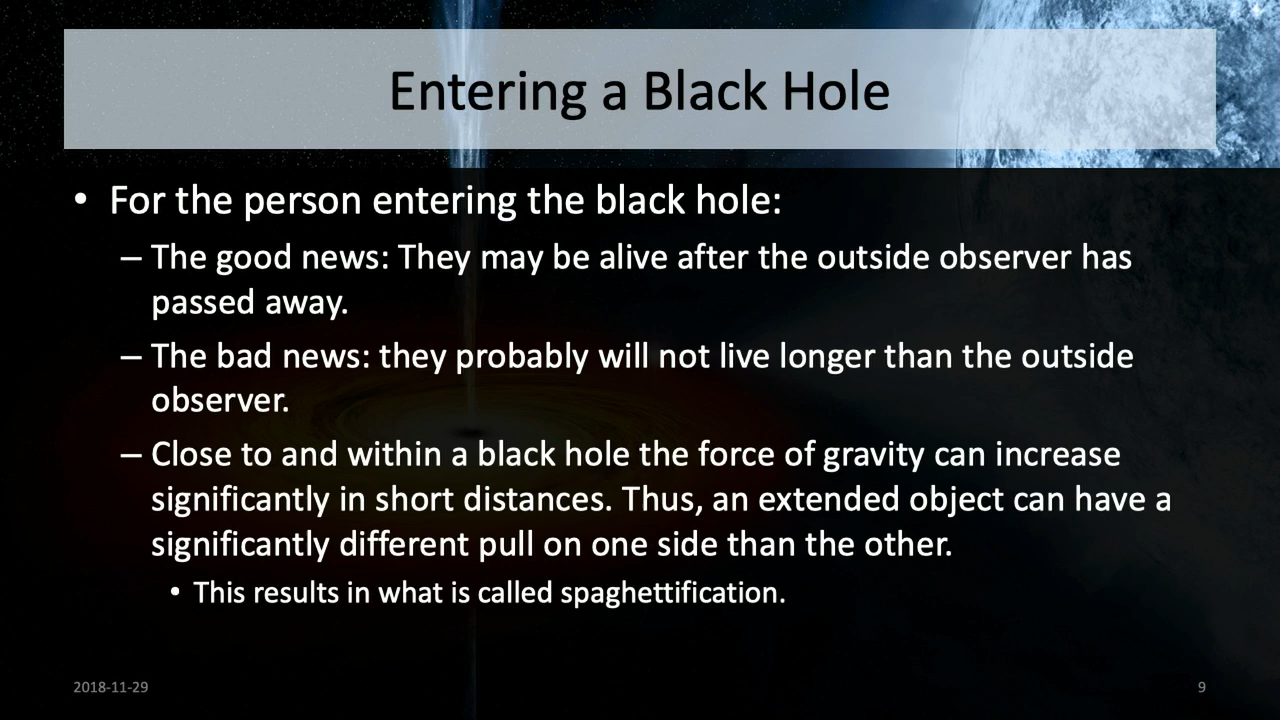 Entering a Black Hole
• For the person entering the black hole:
– The good news: They may be alive after the outside observer has
passed away.
– The bad news: they probably will not live longer than the outside
observer.
– Close to and within a black hole the force of gravity can increase
significantly in short distances. Thus, an extended object can have a
significantly different pull on one side than the other.
• This results in what is called spaghettification.
2018-11-29
9